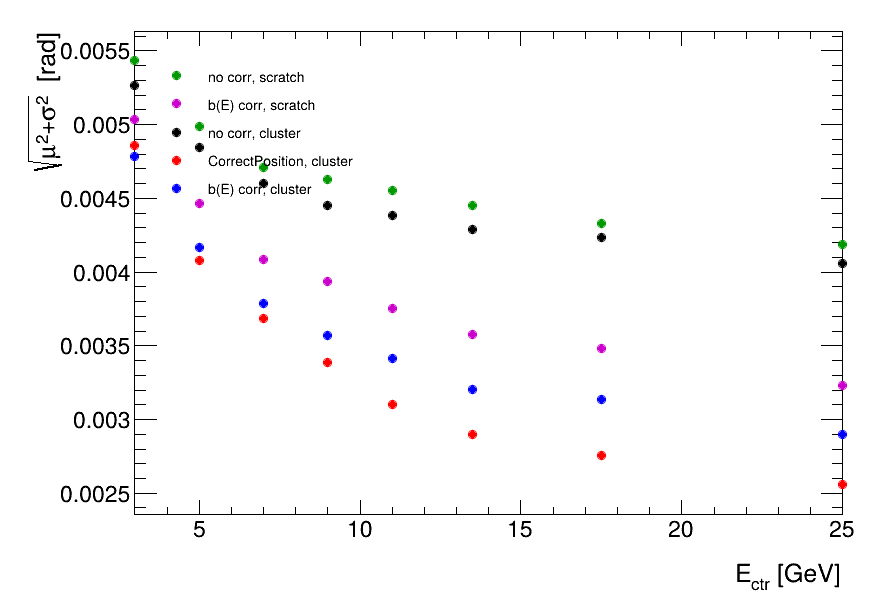 √μ²+σ² [rad]
0.0055
0.005
0.0045
0.004
0.0035
0.003
0.0025
no corr, scratch
b(E) corr, scratch
no corr, cluster
CorrectPosition, cluster
b(E) corr, cluster
5 10 15 20 25
E_ctr [GeV]